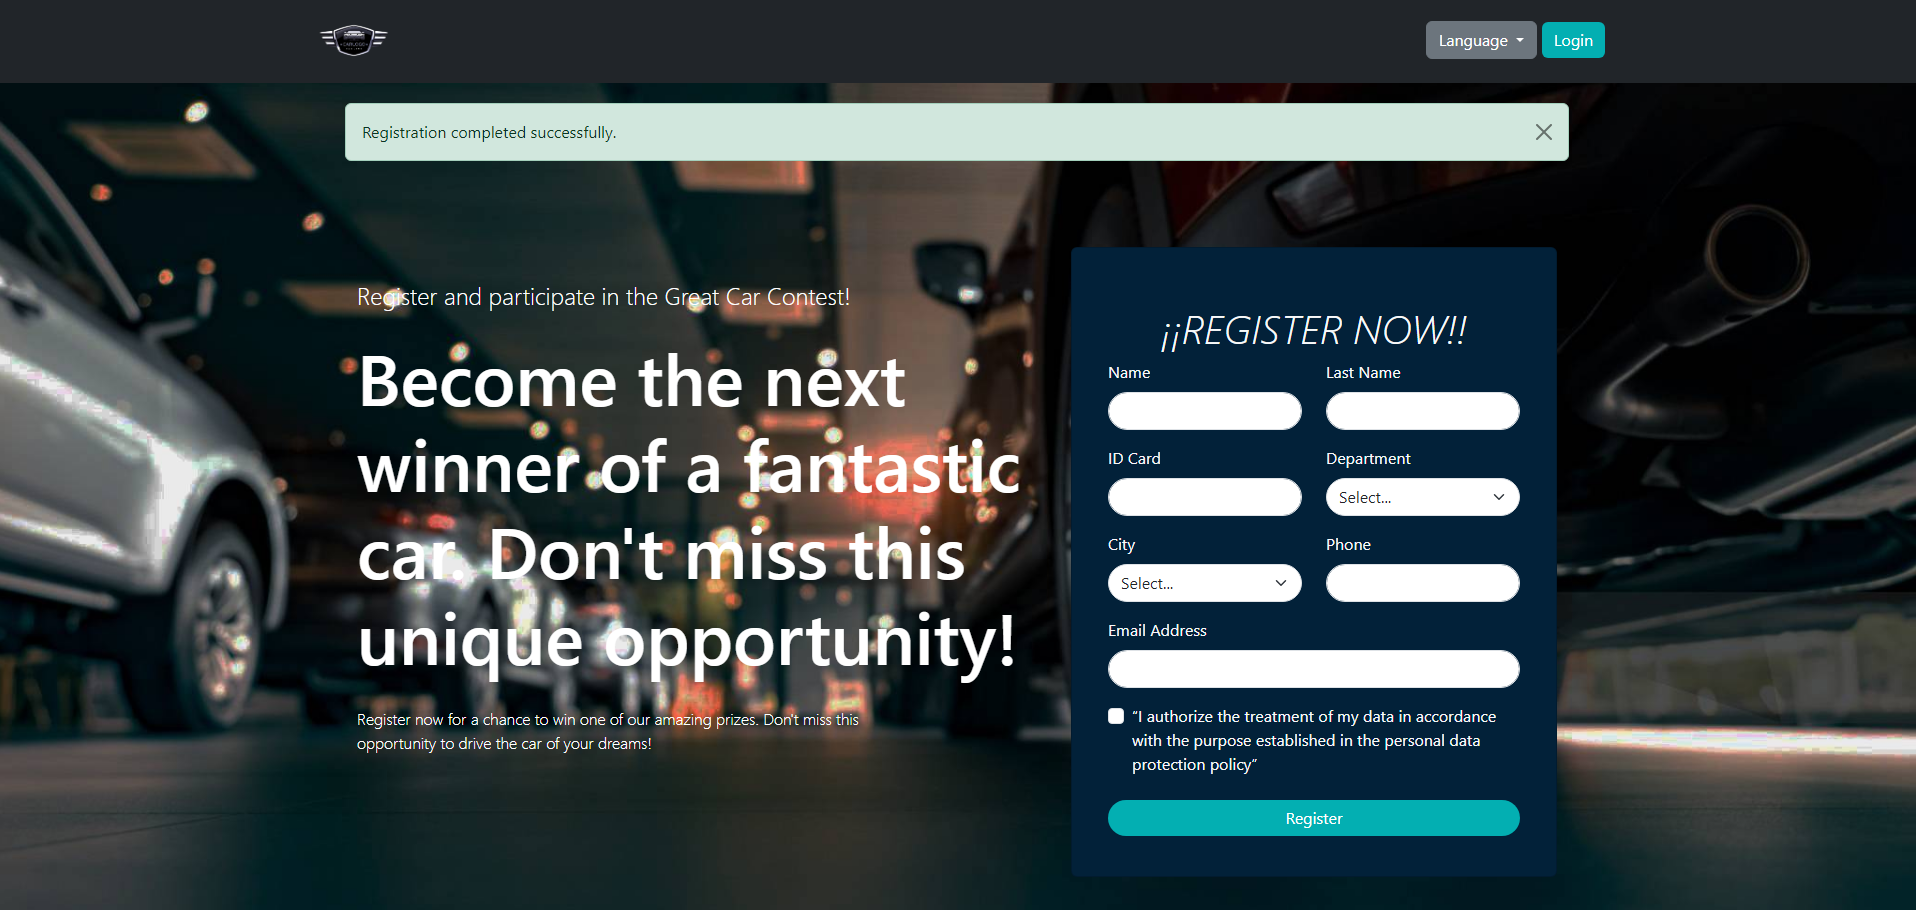 Language
Login
Registration completed successfully.
Register and participate in the Great Car Contest!
Become the next
winner of a fantastic
car. Don't miss this
unique opportunity!
Register now for a chance to win one of our amazing prizes. Don't miss this
opportunity to drive the car of your dreams!
¡¡REGISTER NOW!!
Name
Last Name
ID Card
Department
Select...
City
Phone
Select...
Email Address
“I authorize the treatment of my data in accordance
with the purpose established in the personal data
protection policy”
Register